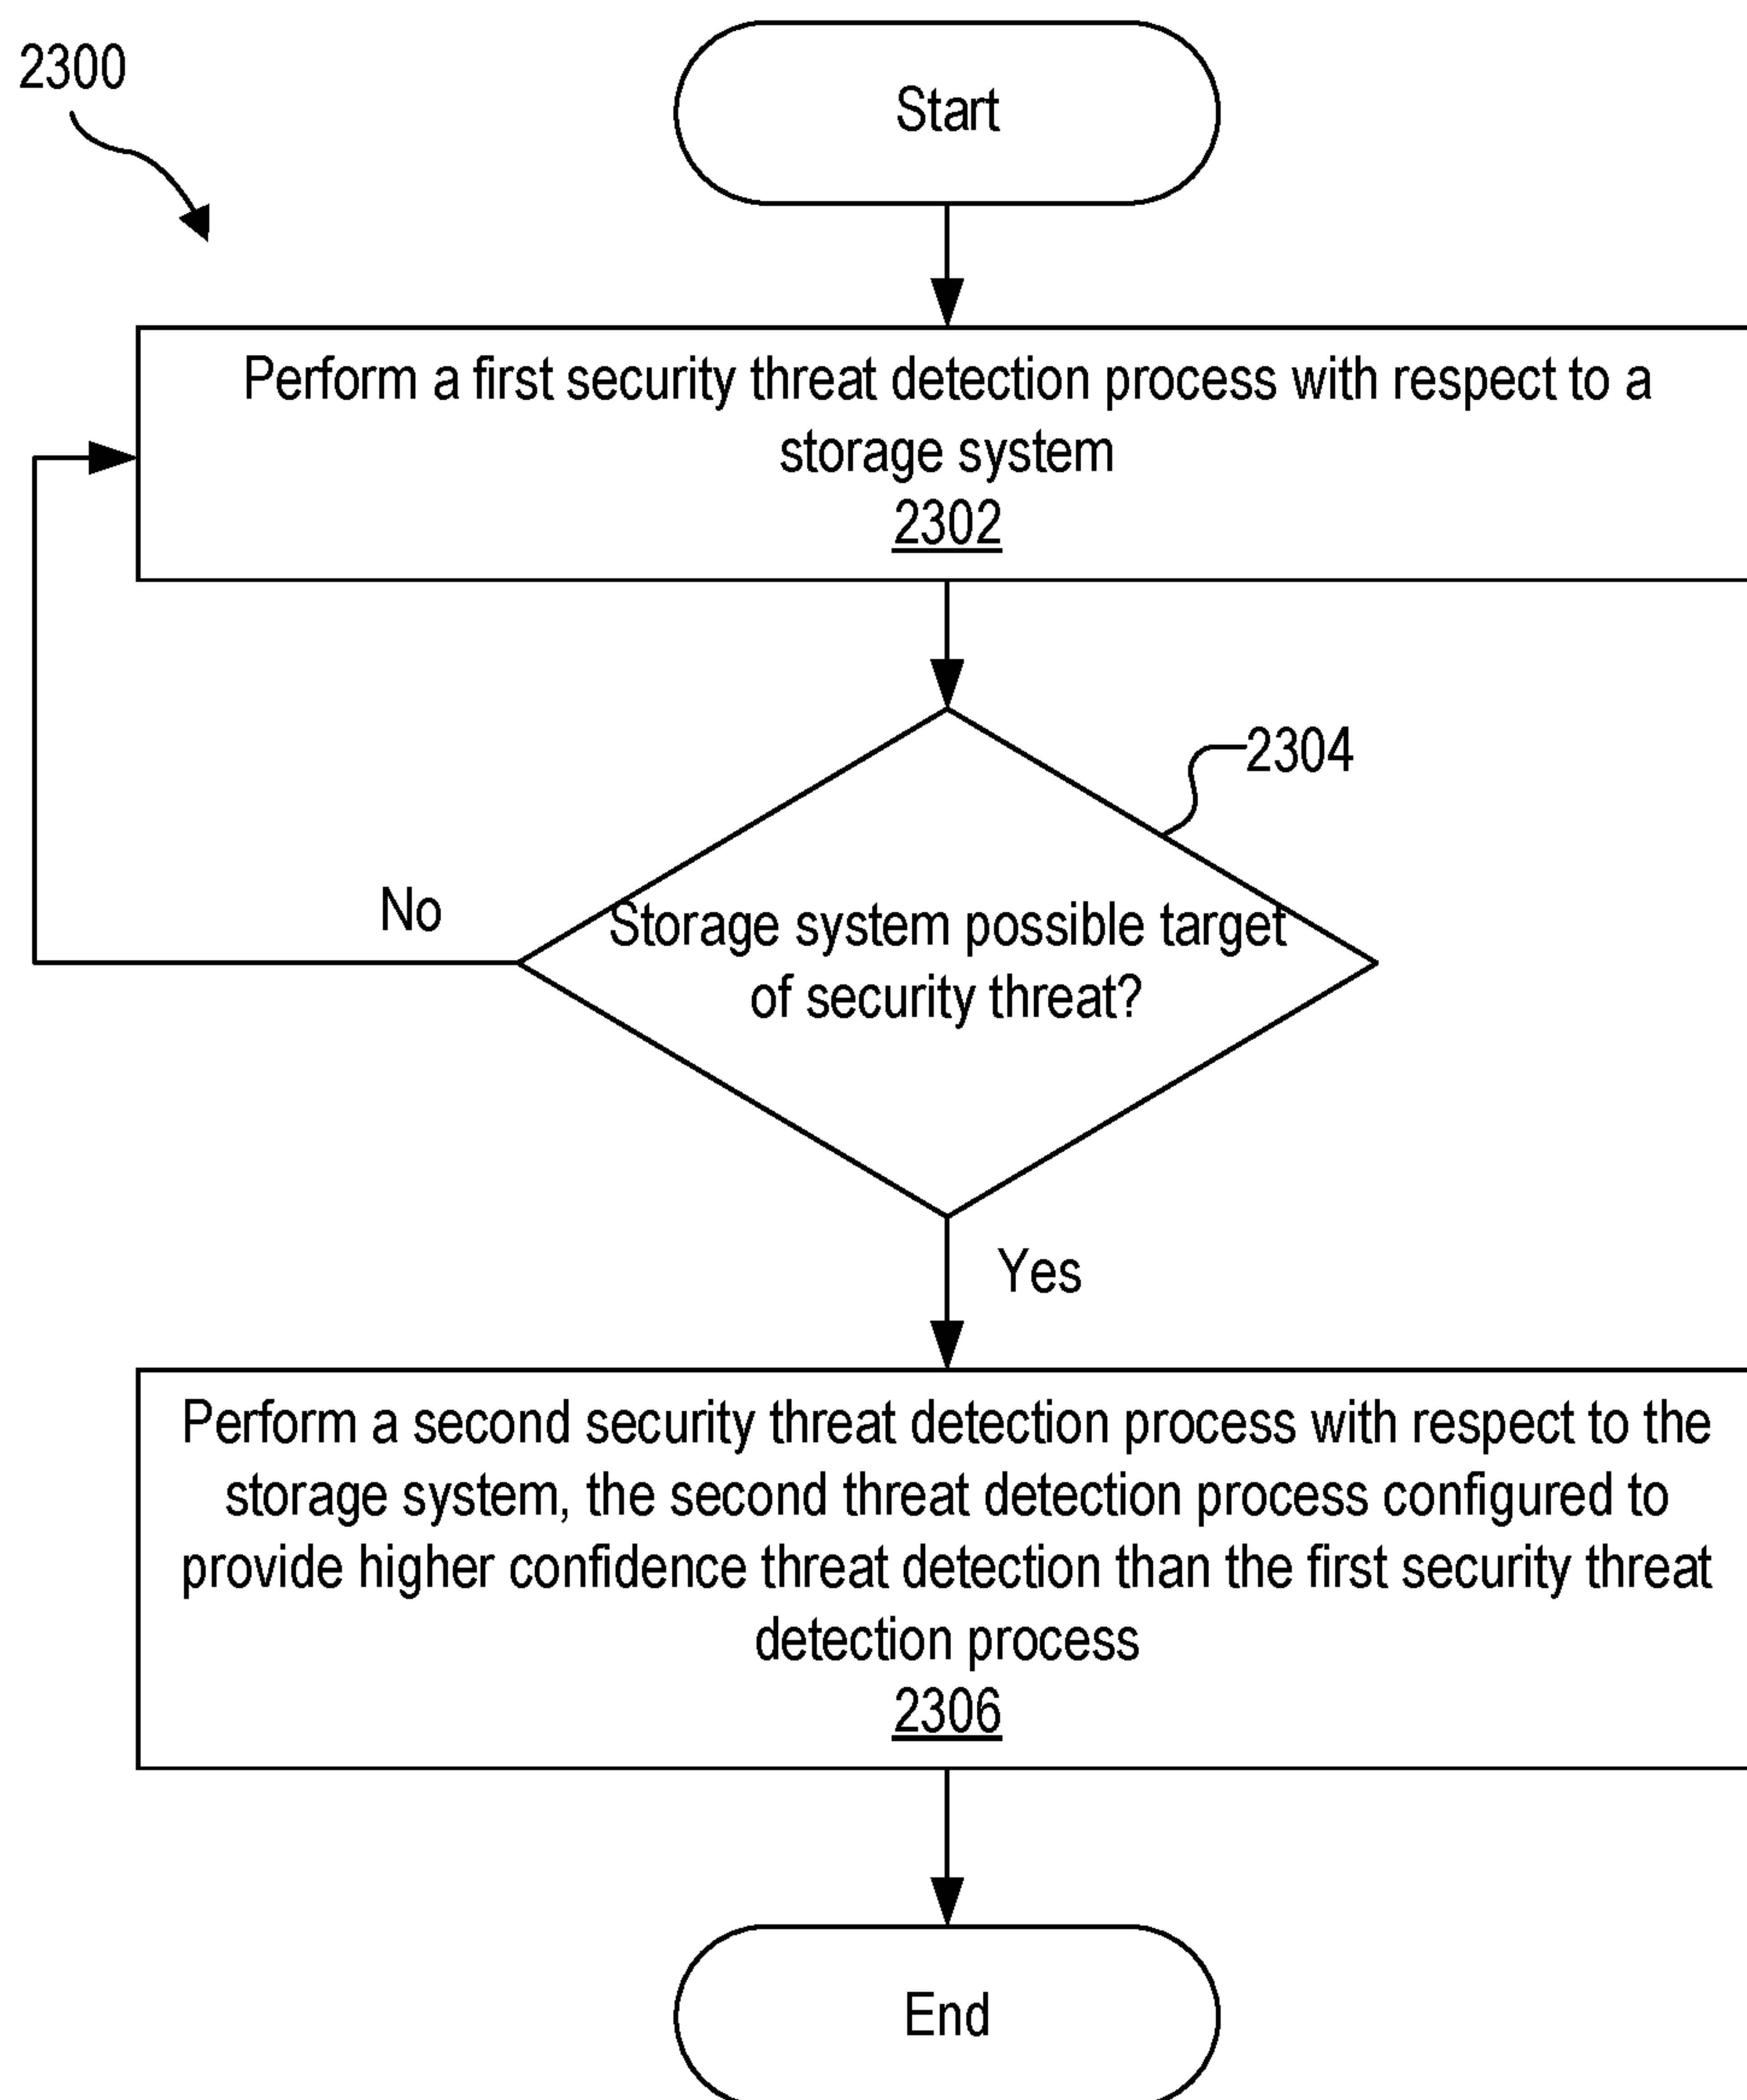 2300
Start
Perform a first security threat detection process with respect to a
storage system
2302
2304
Storage system possible target
of security threat?
No
Yes
Perform a second security threat detection process with respect to the
storage system, the second threat detection process configured to
provide higher confidence threat detection than the first security threat
detection process
2306
End